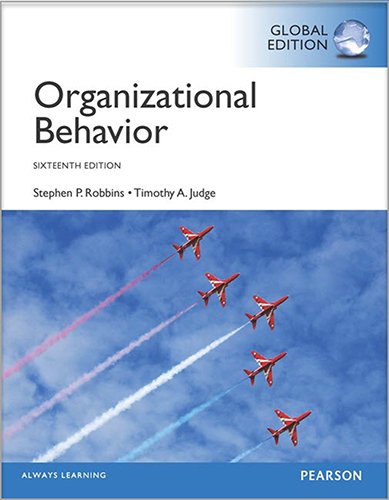 GLOBAL
EDITION
Organizational
Behavior
SIXTEENTH EDITION
Stephen P. Robbins • Timothy A. Judge
ALWAYS LEARNING
PEARSON